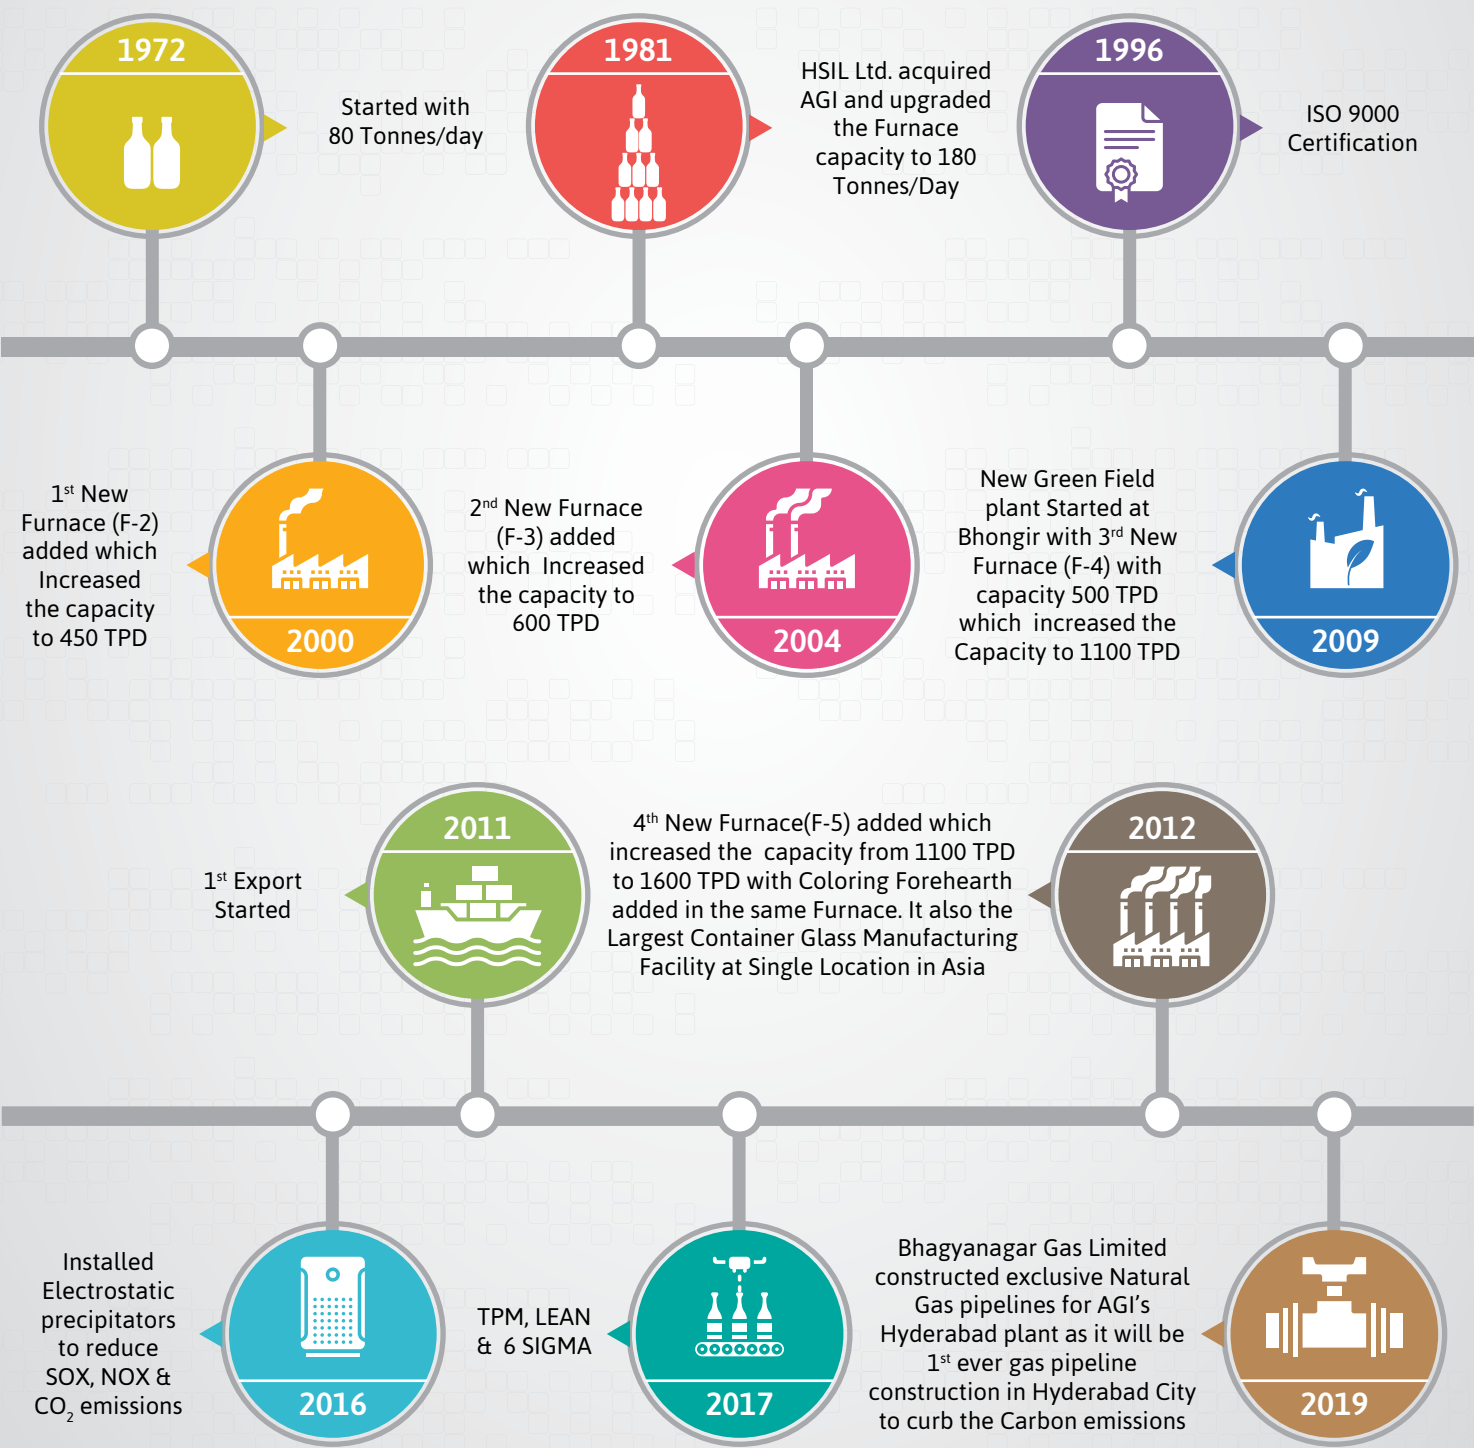 1972
Started with
80 Tonnes/day
1981
HSIL Ltd. acquired
AGI and upgraded
the Furnace
capacity to 180
Tonnes/Day
1996
ISO 9000
Certification
1st New
Furnace (F-2)
added which
Increased
the capacity
to 450 TPD
2000
2nd New Furnace
(F-3) added
which Increased
the capacity to
600 TPD
2004
New Green Field
plant Started at
Bhongir with 3rd New
Furnace (F-4) with
capacity 500 TPD
which increased the
Capacity to 1100 TPD
2009
1st Export
Started
2011
4th New Furnace(F-5) added which
increased the capacity from 1100 TPD
to 1600 TPD with Coloring Forehearth
added in the same Furnace. It also the
Largest Container Glass Manufacturing
Facility at Single Location in Asia
2012
Installed
Electrostatic
precipitators
to reduce
SOX, NOX &
CO2 emissions
2016
TPM, LEAN
& 6 SIGMA
2017
Bhagyanagar Gas Limited
constructed exclusive Natural
Gas pipelines for AGI’s
Hyderabad plant as it will be
1st ever gas pipeline
construction in Hyderabad City
to curb the Carbon emissions
2019